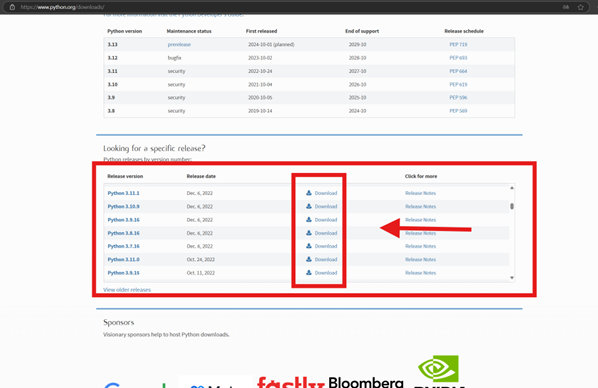 https://www.python.org/downloads/
For more information visit the Python Developer's Guide.
Python version Maintenance status First released End of support Release schedule
3.13 prerelease 2024-10-01 (planned) 2029-10 PEP 719
3.12 bugfix 2023-10-02 2028-10 PEP 693
3.11 security 2022-10-24 2027-10 PEP 664
3.10 security 2021-10-04 2026-10 PEP 619
3.9 security 2020-10-05 2025-10 PEP 596
3.8 security 2019-10-14 2024-10 PEP 569
Looking for a specific release?
Python releases by version number:
Release version Release date Click for more
Python 3.11.1 Dec. 6, 2022 Download Release Notes
Python 3.10.9 Dec. 6, 2022 Download Release Notes
Python 3.9.16 Dec. 6, 2022 Download Release Notes
Python 3.8.16 Dec. 6, 2022 Download Release Notes
Python 3.7.16 Dec. 6, 2022 Download Release Notes
Python 3.11.0 Oct. 24, 2022 Download Release Notes
Python 3.9.15 Oct. 11, 2022 Download Release Notes
View older releases
Sponsors
Visionary sponsors help to host Python downloads.
Google Meta fastly Bloomberg NVIDIA